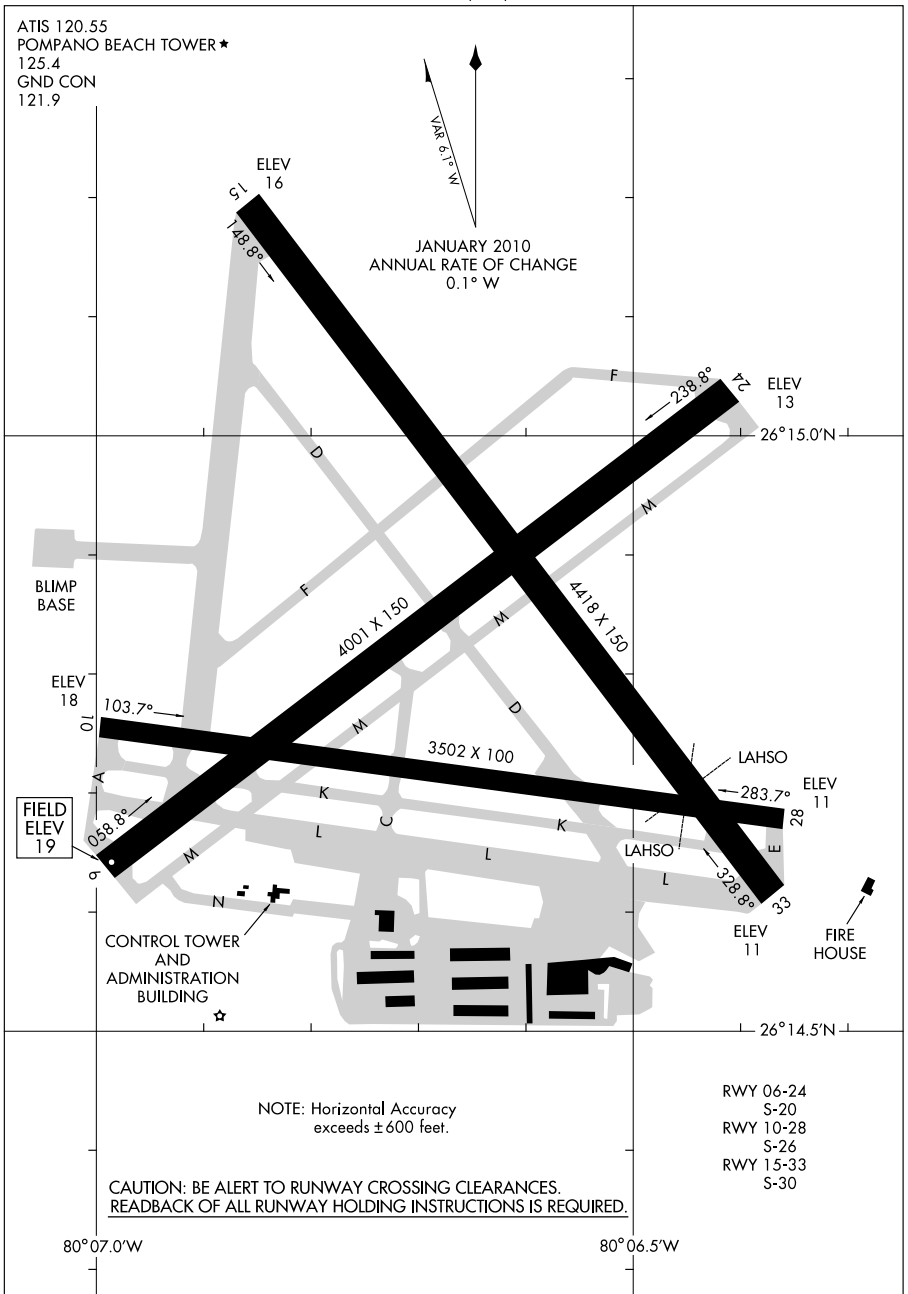 ATIS 120.55
POMPANO BEACH TOWER★
125.4
GND CON
121.9
VAR 6.1° W
JANUARY 2010
ANNUAL RATE OF CHANGE
0.1° W
15
ELEV
16
148.8°
F
238.8°
24
ELEV
13
26°15.0'N
D
M
BLIMP
BASE
F
4001 X 150
M
4418 X 150
ELEV
18
10
103.7°
M
D
3502 X 100
LAHSO
ELEV
11
283.7°
28
A
K
C
K
FIELD
ELEV
19
058.8°
6
M
L
L
LAHSO
E
L
328.8°
33
ELEV
11
N
CONTROL TOWER
AND
ADMINISTRATION
BUILDING
FIRE
HOUSE
26°14.5'N
NOTE: Horizontal Accuracy
exceeds ±600 feet.
RWY 06-24
S-20
RWY 10-28
S-26
RWY 15-33
S-30
CAUTION: BE ALERT TO RUNWAY CROSSING CLEARANCES.
READBACK OF ALL RUNWAY HOLDING INSTRUCTIONS IS REQUIRED.
80°07.0'W
80°06.5'W